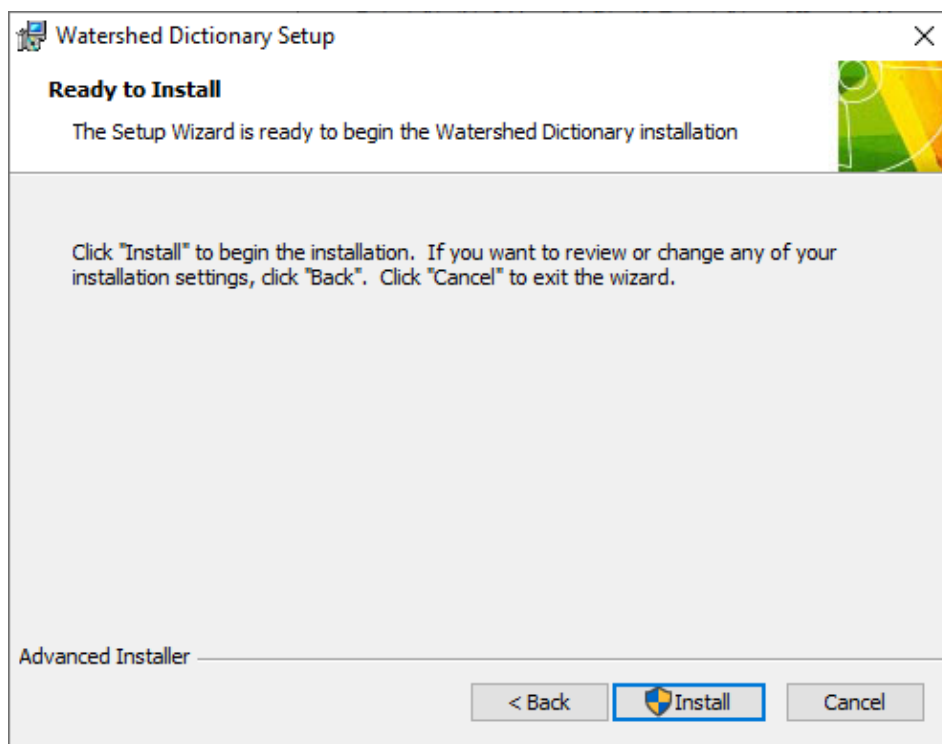 Watershed Dictionary Setup
Ready to Install
The Setup Wizard is ready to begin the Watershed Dictionary installation
Click "Install" to begin the installation.  If you want to review or change any of your
installation settings, click "Back".  Click "Cancel" to exit the wizard.
Advanced Installer
< Back
Install
Cancel